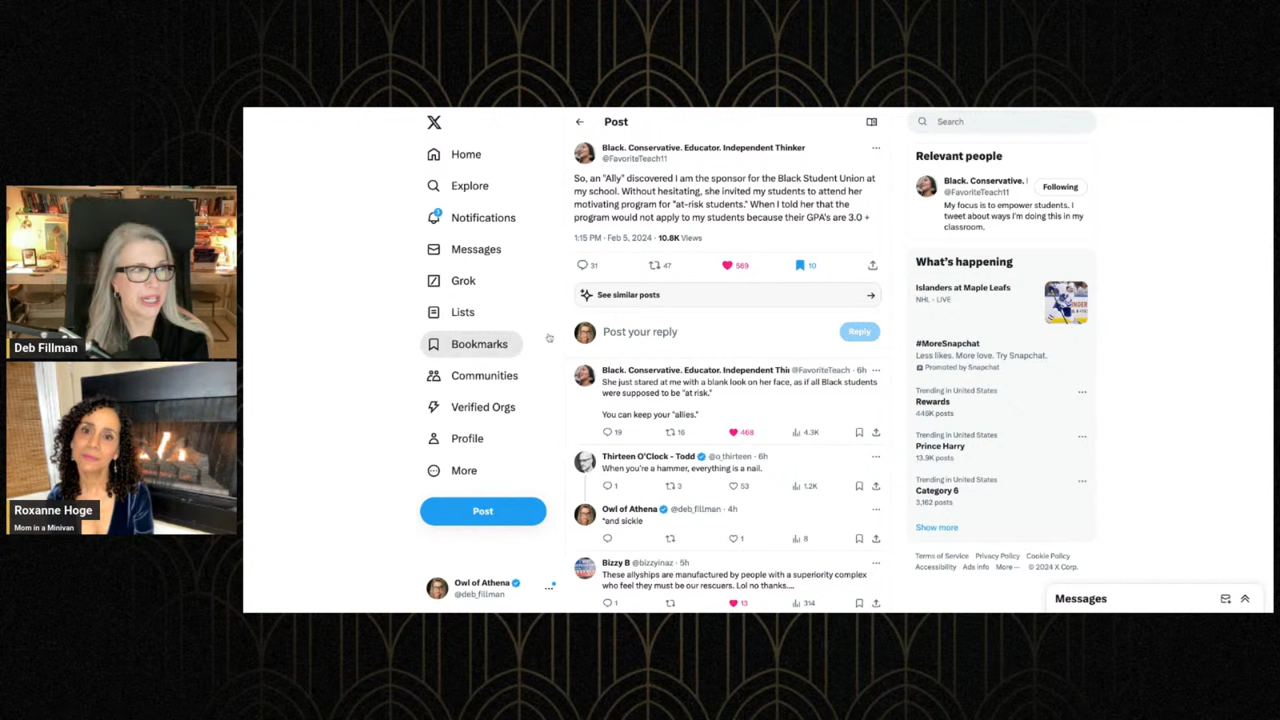 Deb Fillman
Roxanne Hoge
Mom in a Minivan
Home
Explore
Notifications
Messages
Grok
Lists
Bookmarks
Communities
Verified Orgs
Profile
More
Post
Owl of Athena
@deb_fillman
Post
Black. Conservative. Educator. Independent Thinker
@FavoriteTeach11
So, an "Ally" discovered I am the sponsor for the Black Student Union at
my school. Without hesitating, she invited my students to attend her
motivating program for "at-risk students." When I told her that the
program would not apply to my students because their GPA's are 3.0 +
1:15 PM · Feb 5, 2024 · 10.8K Views
31 47 569 10
See similar posts
Post your reply
Reply
Black. Conservative. Educator. Independent Thi @FavoriteTeach · 6h
She just stared at me with a blank look on her face, as if all Black students
were supposed to be "at risk."
You can keep your "allies."
19 16 468 4.3K
Thirteen O'Clock - Todd @o_thirteen · 6h
When you're a hammer, everything is a nail.
1 3 53 1.2K
Owl of Athena @deb_fillman · 4h
*and sickle
1 8
Bizzy B @bizzyinaz · 5h
These allyships are manufactured by people with a superiority complex
who feel they must be our rescuers. Lol no thanks....
1 13 314
Search
Relevant people
Black. Conservative. I
@FavoriteTeach11
Following
My focus is to empower students. I
tweet about ways I'm doing this in my
classroom,
What's happening
Islanders at Maple Leafs
NHL · LIVE
#MoreSnapchat
Less likes. More love. Try Snapchat.
Promoted by Snapchat
Trending in United States
Rewards
446K posts
Trending in United States
Prince Harry
13.9K posts
Trending in United States
Category 6
3,162 posts
Show more
Terms of Service Privacy Policy Cookie Policy
Accessibility Ads info More ··· © 2024 X Corp.
Messages